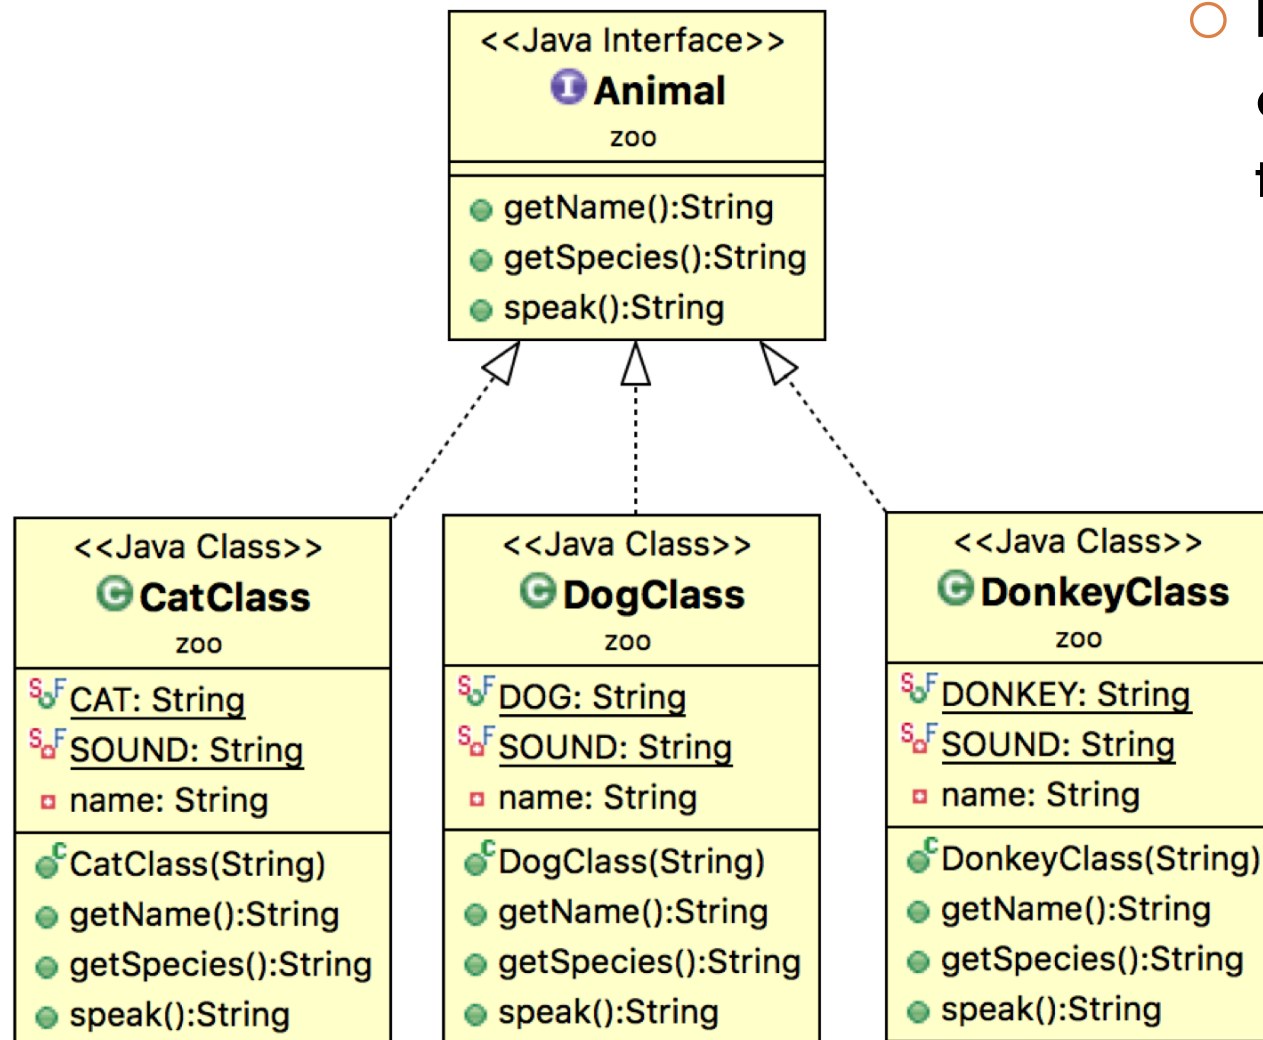 <<Java Interface>>
I Animal
zoo
getName():String
getSpecies():String
speak():String
<<Java Class>>
C CatClass
zoo
S F CAT: String
S F SOUND: String
name: String
C CatClass(String)
getName():String
getSpecies():String
speak():String
<<Java Class>>
C DogClass
zoo
S F DOG: String
S F SOUND: String
name: String
C DogClass(String)
getName():String
getSpecies():String
speak():String
<<Java Class>>
C DonkeyClass
zoo
S F DONKEY: String
S F SOUND: String
name: String
C DonkeyClass(String)
getName():String
getSpecies():String
speak():String